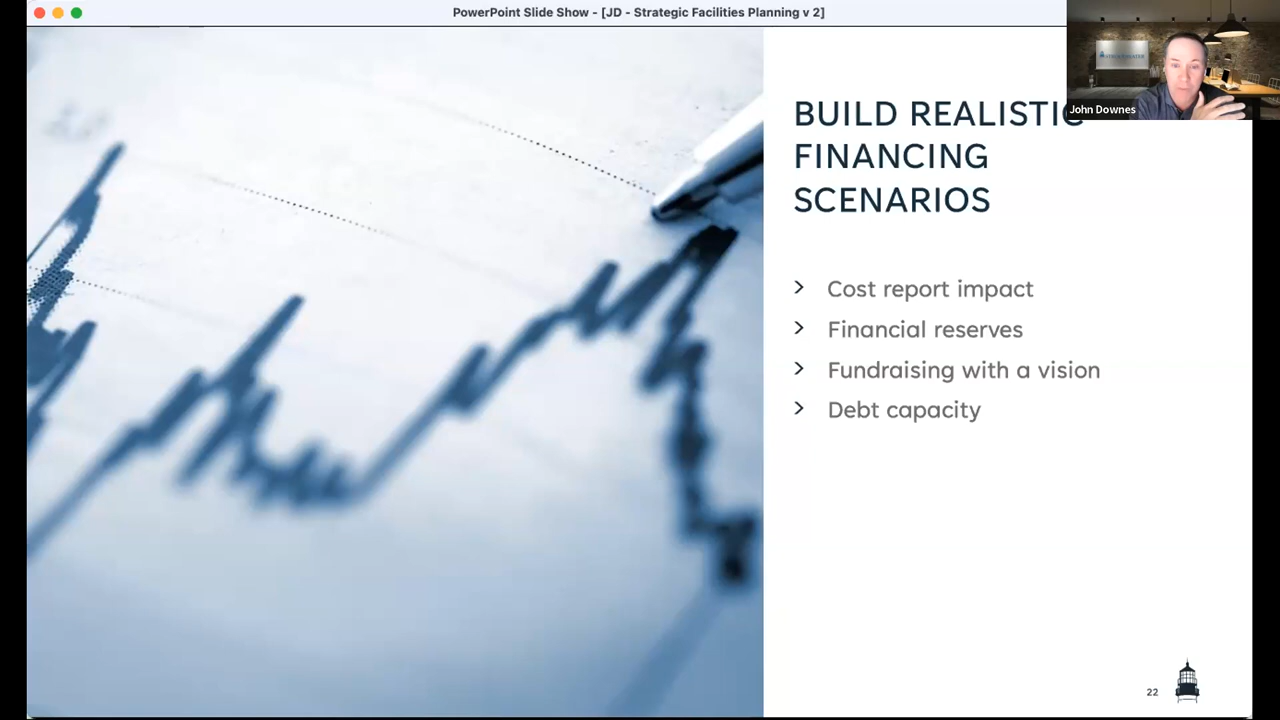 PowerPoint Slide Show - [JD - Strategic Facilities Planning v 2]
John Downes
BUILD REALISTIC
FINANCING
SCENARIOS
> Cost report impact
> Financial reserves
> Fundraising with a vision
> Debt capacity
22